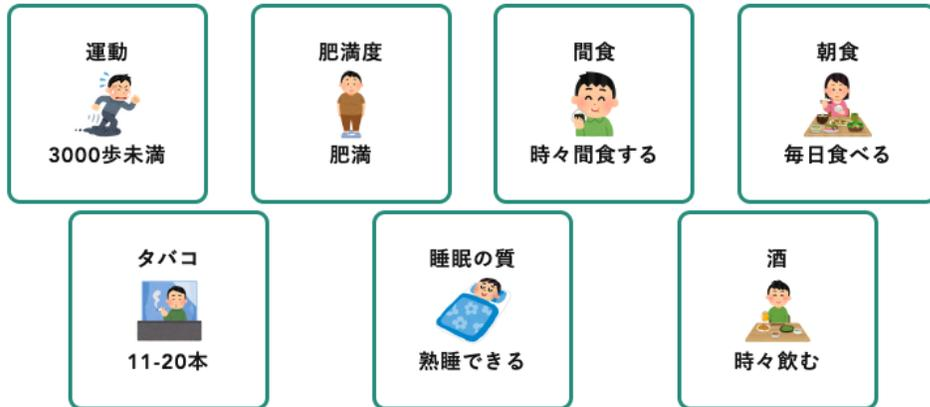 運動
3000歩未満
肥満度
肥満
間食
時々間食する
朝食
毎日食べる
タバコ
11-20本
睡眠の質
熟睡できる
酒
時々飲む